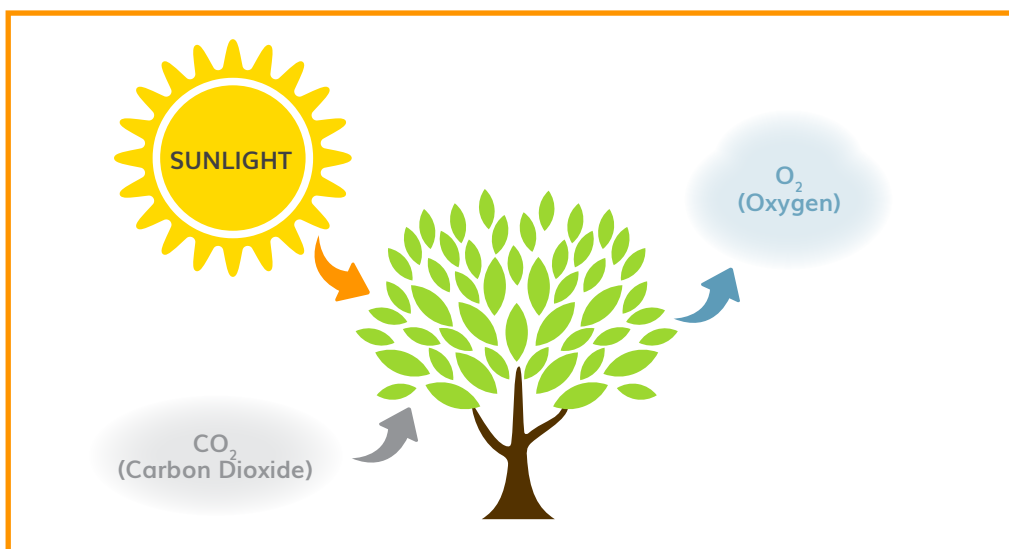 SUNLIGHT
O₂
(Oxygen)
CO₂
(Carbon Dioxide)